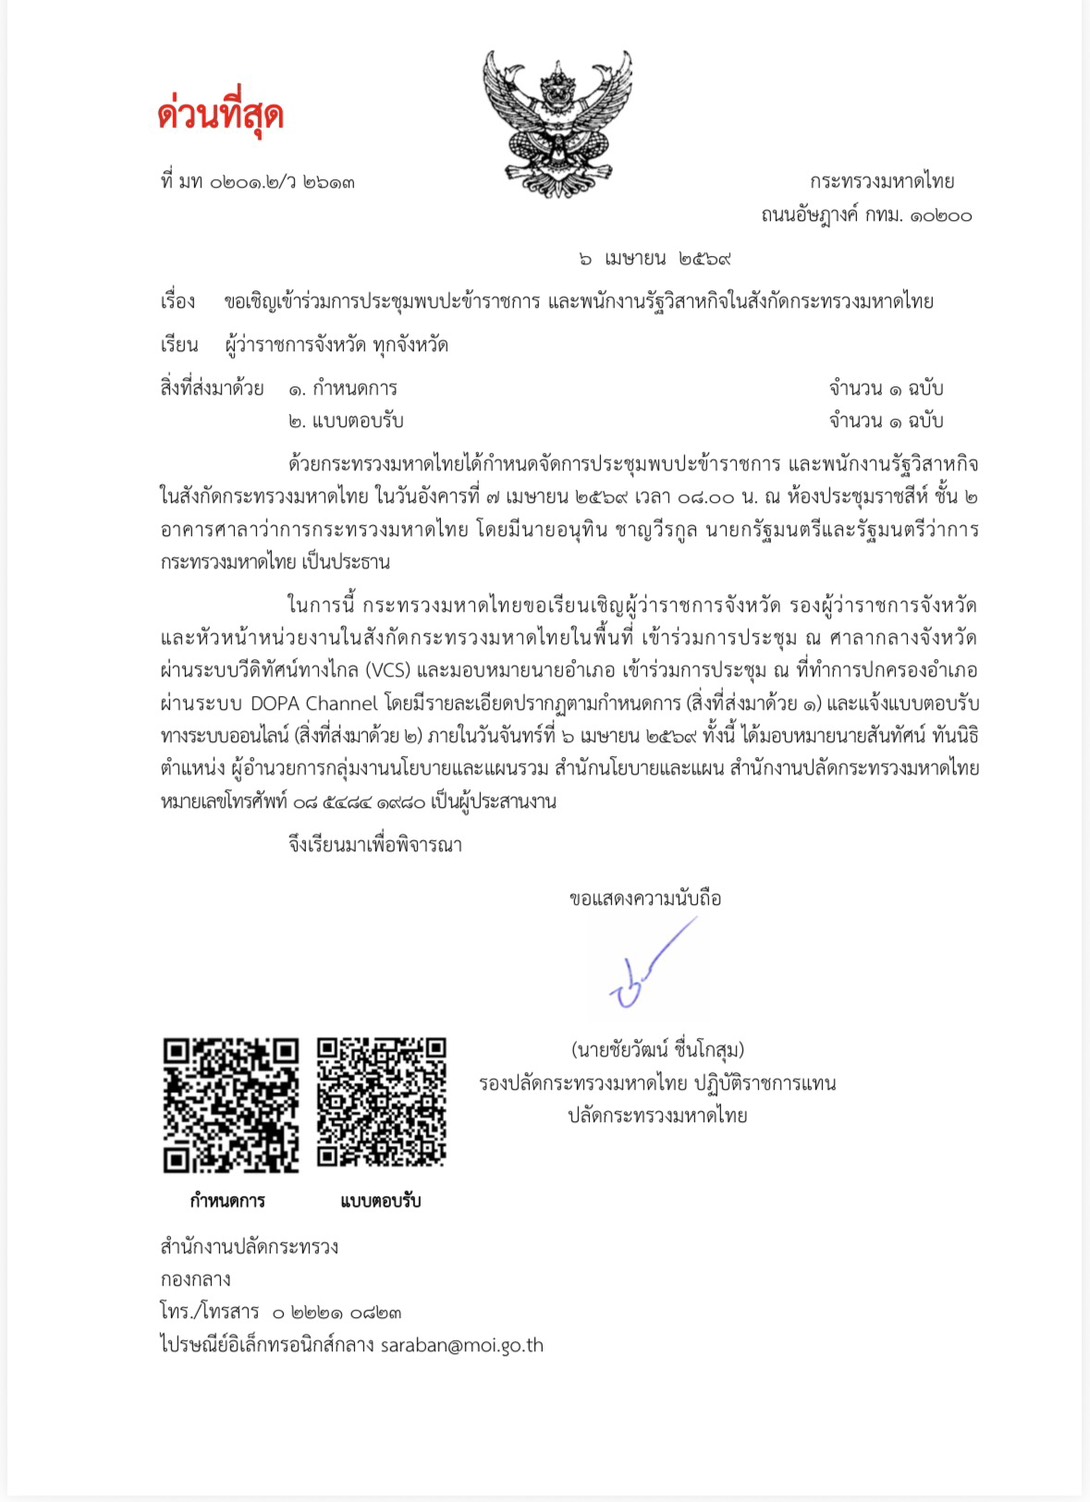 ด่วนที่สุด
ที่ มท ๐๒๐๑.๒/ว ๒๖๑๓
กระทรวงมหาดไทย
ถนนอัษฎางค์ กทม. ๑๐๒๐๐
๖ เมษายน ๒๕๖๙
เรื่อง ขอเชิญเข้าร่วมการประชุมพบปะข้าราชการ และพนักงานรัฐวิสาหกิจในสังกัดกระทรวงมหาดไทย
เรียน ผู้ว่าราชการจังหวัด ทุกจังหวัด
สิ่งที่ส่งมาด้วย ๑. กำหนดการ จำนวน ๑ ฉบับ
๒. แบบตอบรับ จำนวน ๑ ฉบับ
ด้วยกระทรวงมหาดไทยได้กำหนดจัดการประชุมพบปะข้าราชการ และพนักงานรัฐวิสาหกิจ
ในสังกัดกระทรวงมหาดไทย ในวันอังคารที่ ๗ เมษายน ๒๕๖๙ เวลา ๐๘.๐๐ น. ณ ห้องประชุมราชสีห์ ชั้น ๒
อาคารศาลาว่าการกระทรวงมหาดไทย โดยมีนายอนุทิน ชาญวีรกูล นายกรัฐมนตรีและรัฐมนตรีว่าการ
กระทรวงมหาดไทย เป็นประธาน
ในการนี้ กระทรวงมหาดไทยขอเรียนเชิญผู้ว่าราชการจังหวัด รองผู้ว่าราชการจังหวัด
และหัวหน้าหน่วยงานในสังกัดกระทรวงมหาดไทยในพื้นที่ เข้าร่วมการประชุม ณ ศาลากลางจังหวัด
ผ่านระบบวีดิทัศน์ทางไกล (VCS) และมอบหมายนายอำเภอ เข้าร่วมการประชุม ณ ที่ทำการปกครองอำเภอ
ผ่านระบบ DOPA Channel โดยมีรายละเอียดปรากฏตามกำหนดการ (สิ่งที่ส่งมาด้วย ๑) และแจ้งแบบตอบรับ
ทางระบบออนไลน์ (สิ่งที่ส่งมาด้วย ๒) ภายในวันจันทร์ที่ ๖ เมษายน ๒๕๖๙ ทั้งนี้ ได้มอบหมายนายสันทัศน์ ทันนิธิ
ตำแหน่ง ผู้อำนวยการกลุ่มงานนโยบายและแผนรวม สำนักนโยบายและแผน สำนักงานปลัดกระทรวงมหาดไทย
หมายเลขโทรศัพท์ ๐๘ ๕๔๘๔ ๑๙๘๐ เป็นผู้ประสานงาน
จึงเรียนมาเพื่อพิจารณา
ขอแสดงความนับถือ
(นายชัยวัฒน์ ชื่นโกสุม)
รองปลัดกระทรวงมหาดไทย ปฏิบัติราชการแทน
ปลัดกระทรวงมหาดไทย
กำหนดการ แบบตอบรับ
สำนักงานปลัดกระทรวง
กองกลาง
โทร./โทรสาร ๐ ๒๒๒๑ ๐๘๒๓
ไปรษณีย์อิเล็กทรอนิกส์กลาง saraban@moi.go.th